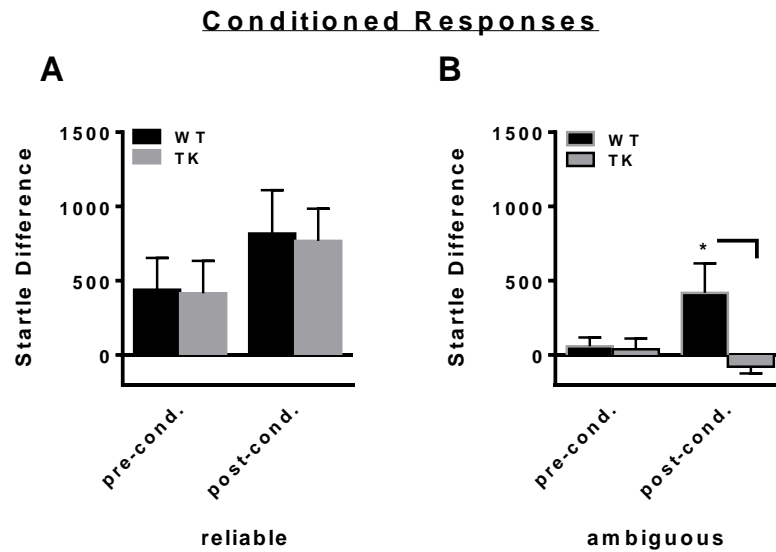 Conditioned Responses
A
1500
1000
500
0
Startle Difference
WT
TK
pre-cond.
post-cond.
reliable
B
1500
1000
500
0
Startle Difference
WT
TK
*
pre-cond.
post-cond.
ambiguous